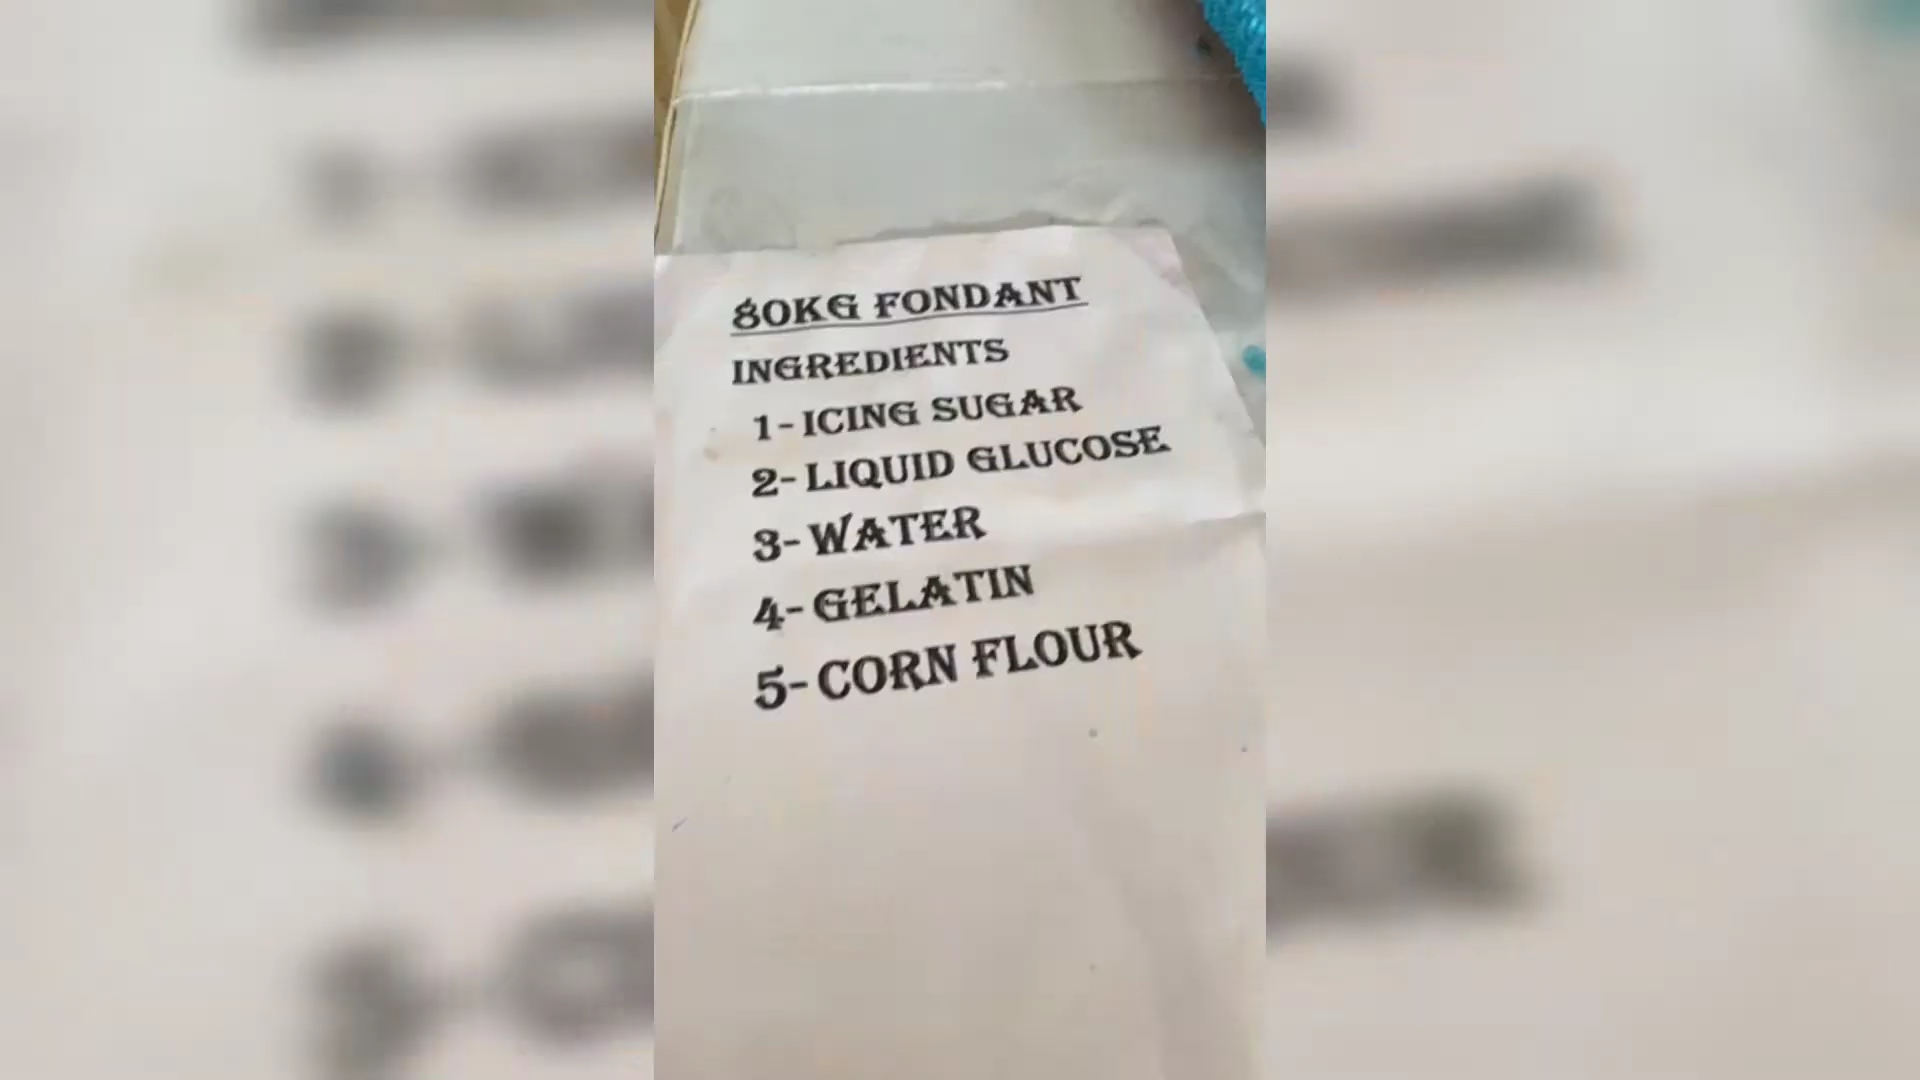 80KG FONDANT
INGREDIENTS
1- ICING SUGAR
2- LIQUID GLUCOSE
3- WATER
4- GELATIN
5- CORN FLOUR